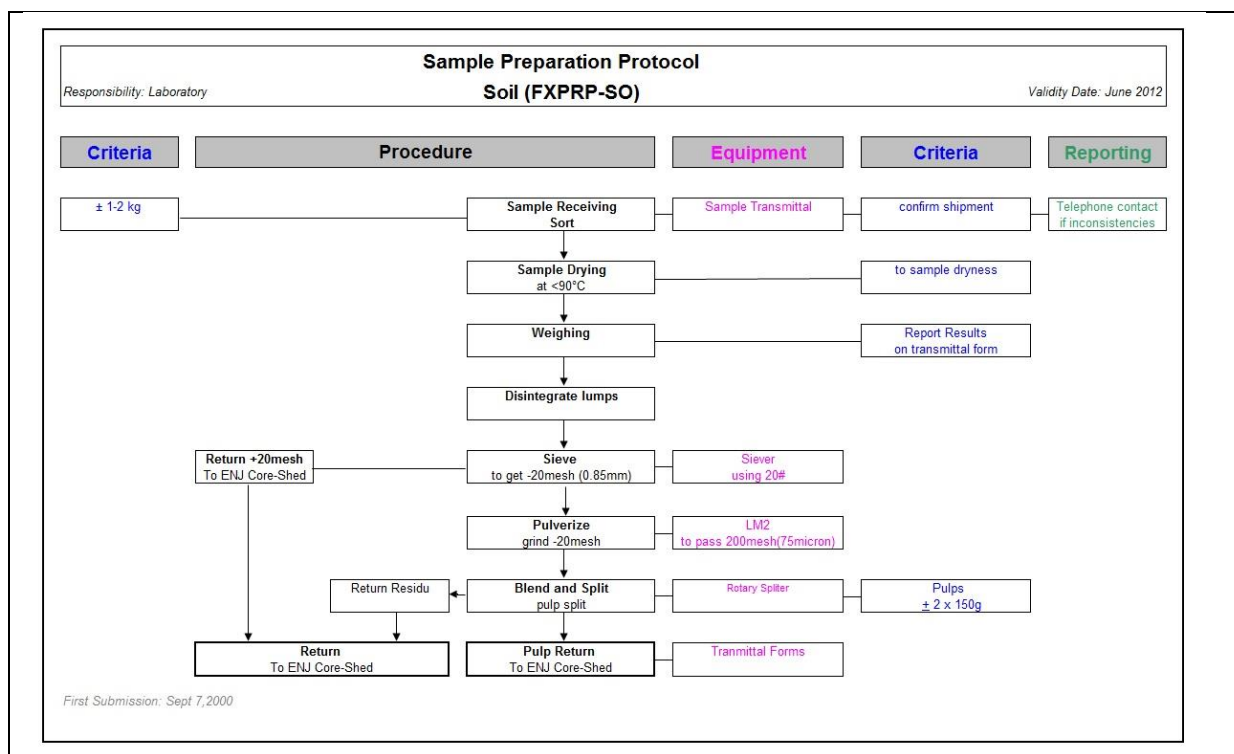 Sample Preparation Protocol
Responsibility: Laboratory
Soil (FXPRP-SO)
Validity Date: June 2012
Criteria
Procedure
Equipment
Criteria
Reporting
± 1-2 kg
Sample Receiving
Sort
Sample Transmittal
confirm shipment
Telephone contact
if inconsistencies
Sample Drying
at <90°C
to sample dryness
Weighing
Report Results
on transmittal form
Disintegrate lumps
Return +20mesh
To ENJ Core-Shed
Sieve
to get -20mesh (0.85mm)
Siever
using 20#
Pulverize
grind -20mesh
LM2
to pass 200mesh(75micron)
Return Residu
Blend and Split
pulp split
Rotary Spliter
Pulps
± 2 x 150g
Return
To ENJ Core-Shed
Pulp Return
To ENJ Core-Shed
Tranmittal Forms
First Submission: Sept 7,2000